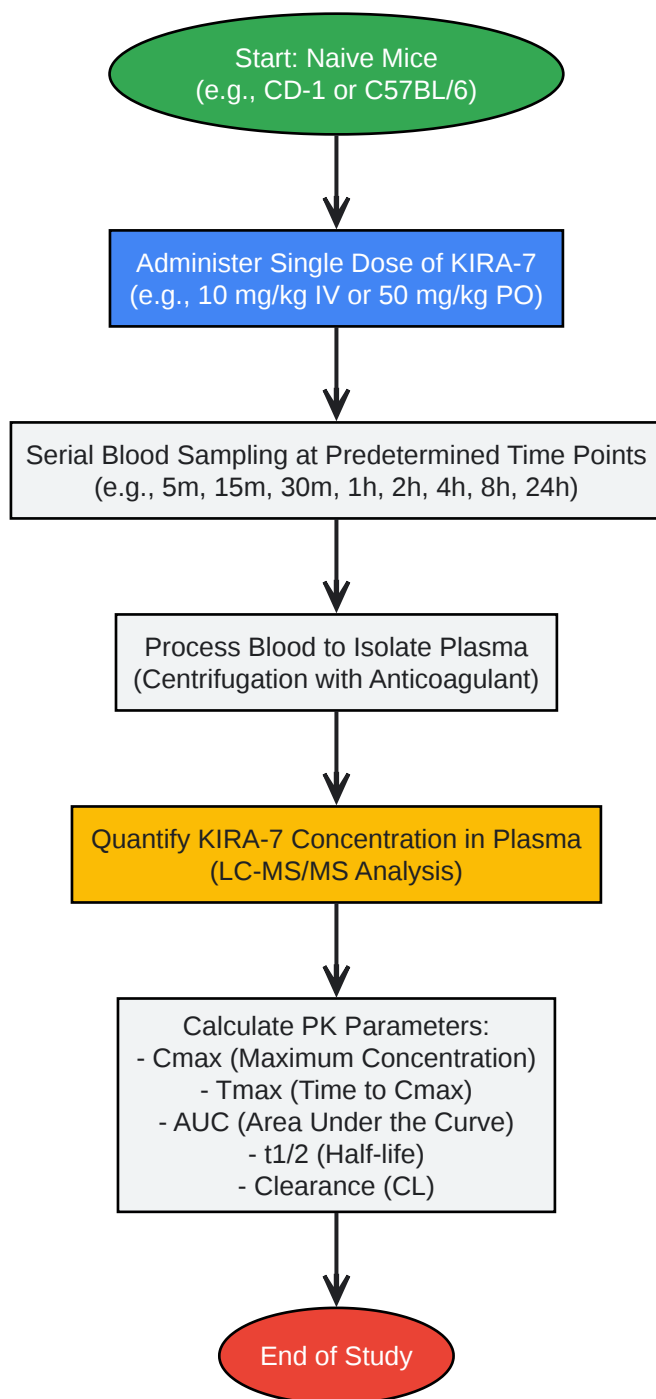 Start: Naive Mice
(e.g., CD-1 or C57BL/6)
Administer Single Dose of KIRA-7
(e.g., 10 mg/kg IV or 50 mg/kg PO)
Serial Blood Sampling at Predetermined Time Points
(e.g., 5m, 15m, 30m, 1h, 2h, 4h, 8h, 24h)
Process Blood to Isolate Plasma
(Centrifugation with Anticoagulant)
Quantify KIRA-7 Concentration in Plasma
(LC-MS/MS Analysis)
Calculate PK Parameters:
- Cmax (Maximum Concentration)
- Tmax (Time to Cmax)
- AUC (Area Under the Curve)
- t1/2 (Half-life)
- Clearance (CL)
End of Study